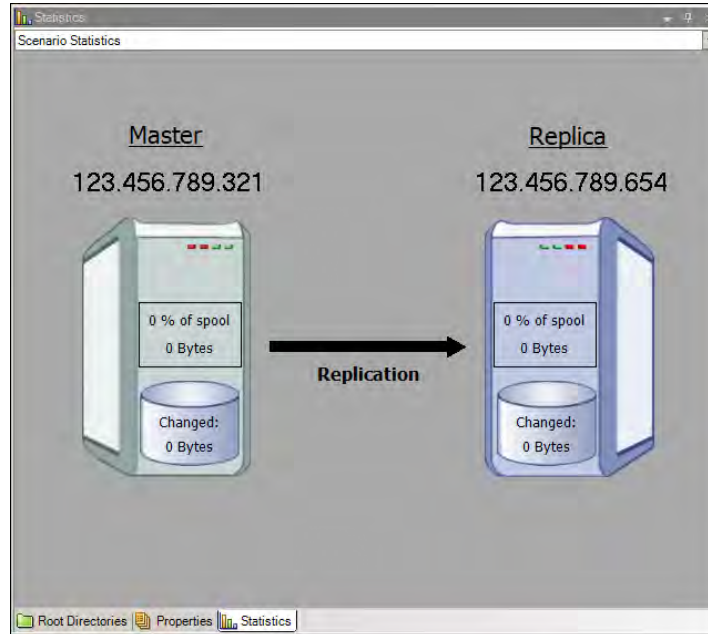 Statistics
Scenario Statistics
Master
Replica
123.456.789.321
123.456.789.654
0 % of spool
0 Bytes
0 % of spool
0 Bytes
Replication
Changed:
0 Bytes
Changed:
0 Bytes
Root Directories
Properties
Statistics